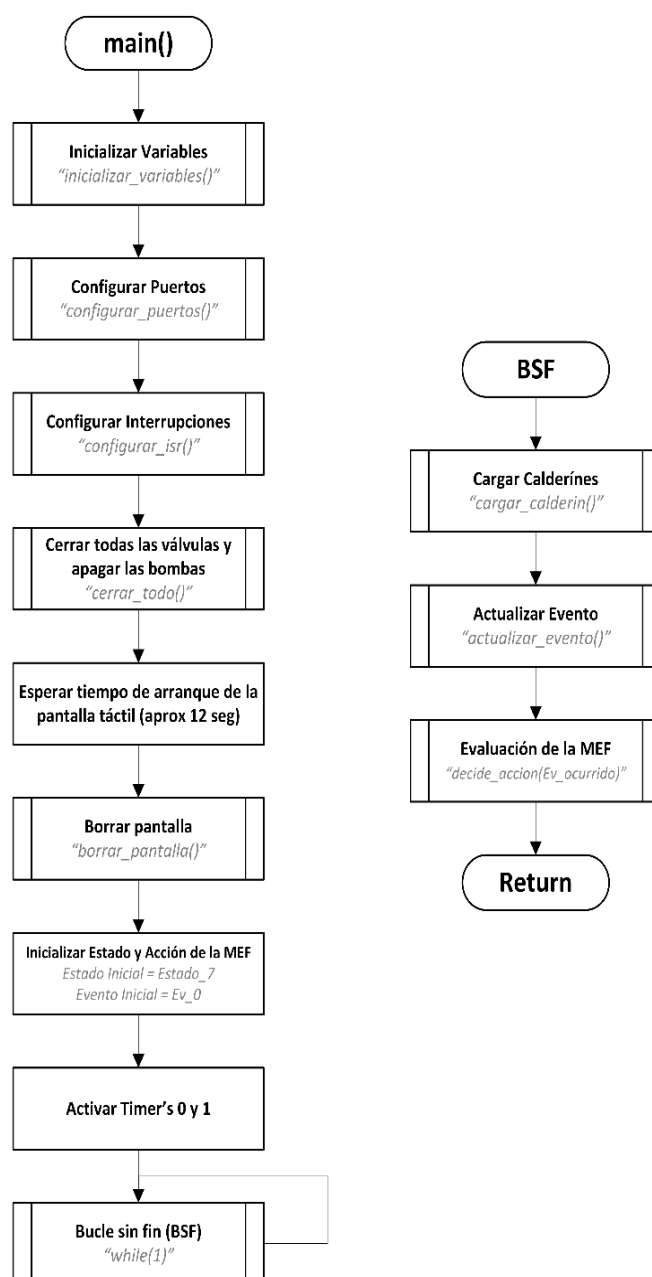 main()
Inicializar Variables
“inicializar_variables()”
Configurar Puertos
“configurar_puertos()”
Configurar Interrupciones
“configurar_isr()”
Cerrar todas las válvulas y
apagar las bombas
“cerrar_todo()”
Esperar tiempo de arranque de la
pantalla táctil (aprox 12 seg)
Borrar pantalla
“borrar_pantalla()”
Inicializar Estado y Acción de la MEF
Estado Inicial = Estado_7
Evento Inicial = Ev_0
Activar Timer’s 0 y 1
Bucle sin fin (BSF)
“while(1)”
BSF
Cargar Calderínes
“cargar_calderin()”
Actualizar Evento
“actualizar_evento()”
Evaluación de la MEF
“decide_accion(Ev_ocurrido)”
Return